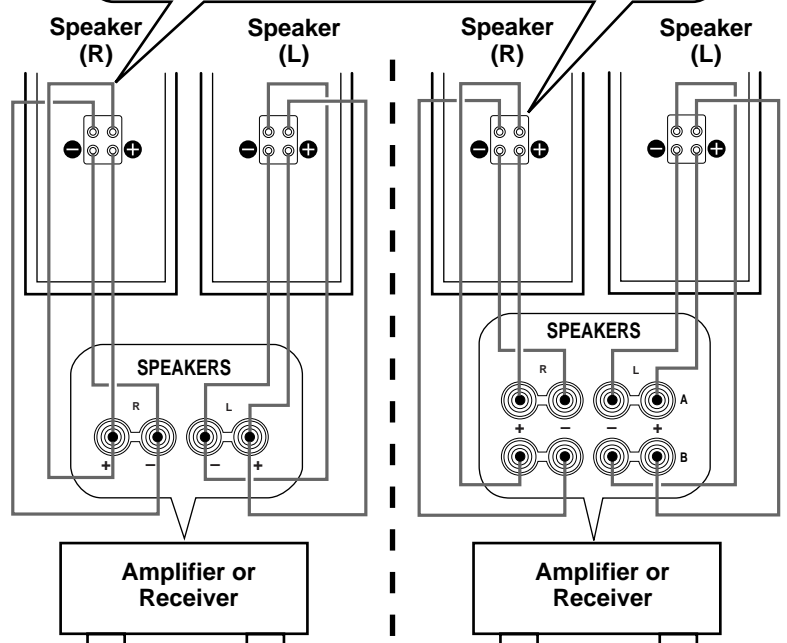 Speaker
(R)
Speaker
(L)
− +
− +
SPEAKERS
R
L
+ − − +
Amplifier or
Receiver
Speaker
(R)
Speaker
(L)
− +
− +
SPEAKERS
R
L
A
+ − − +
B
Amplifier or
Receiver